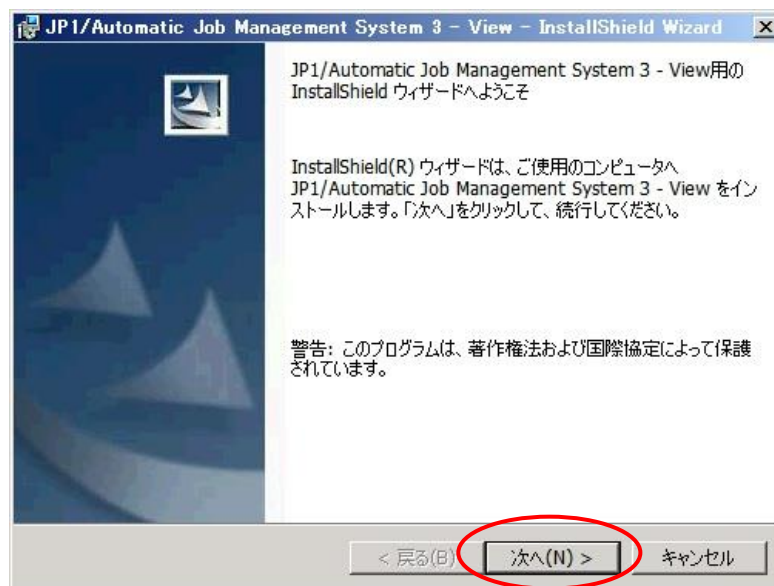 JP1/Automatic Job Management System 3 - View - InstallShield Wizard
JP1/Automatic Job Management System 3 - View用の
InstallShield ウィザードへようこそ
InstallShield(R) ウィザードは、ご使用のコンピュータへ
JP1/Automatic Job Management System 3 - View をイン
ストールします。「次へ」をクリックして、続行してください。
警告: このプログラムは、著作権法および国際協定によって保護
されています。
< 戻る(B)
次へ(N) >
キャンセル